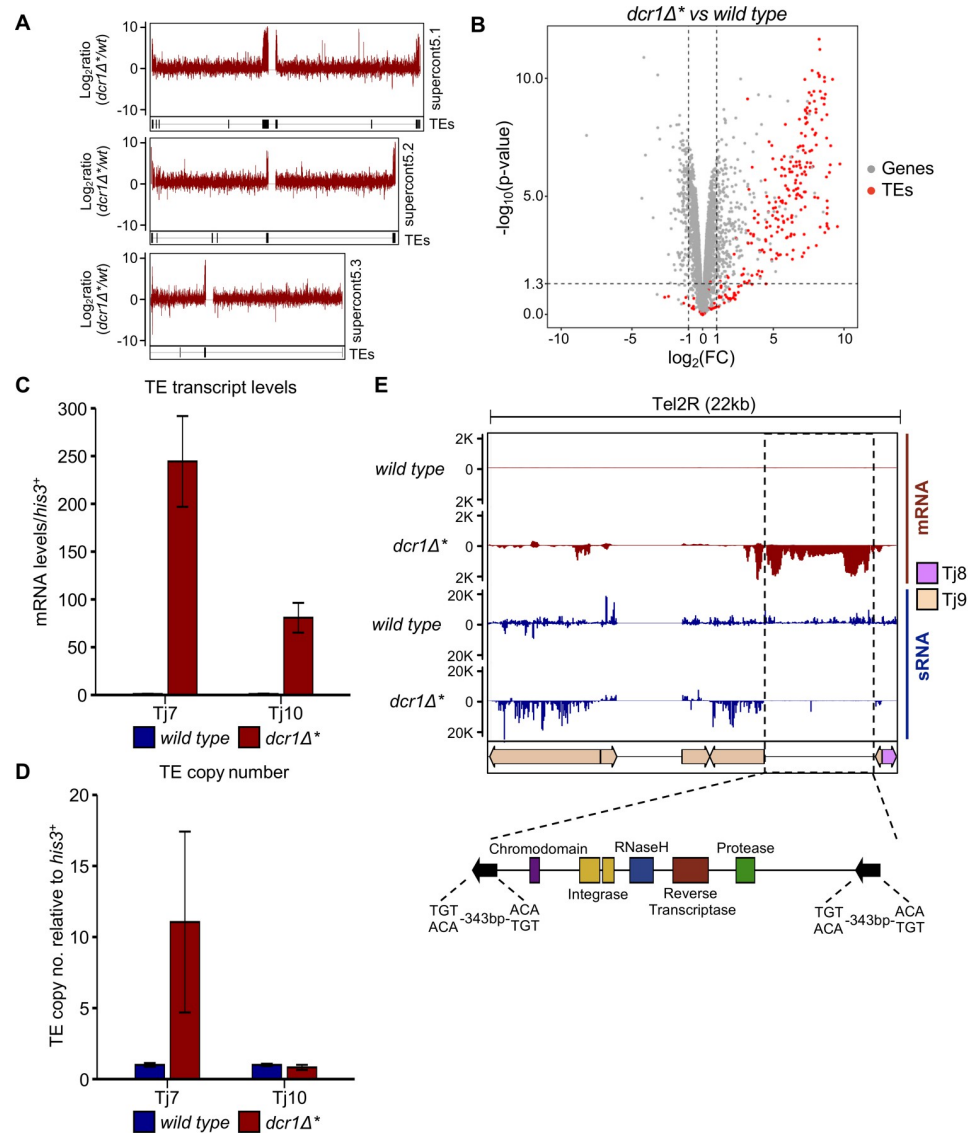 A
Log2ratio
(dcr1Δ*/wt)
10
0
-10
supercont5.1
TEs
Log2ratio
(dcr1Δ*/wt)
10
0
-10
supercont5.2
TEs
Log2ratio
(dcr1Δ*/wt)
10
0
-10
supercont5.3
TEs
B
dcr1Δ* vs wild type
-log10(p-value)
10.0
5.0
1.3
0.0
-10
-5
-1
0
1
5
10
log2(FC)
Genes
TEs
C
TE transcript levels
mRNA levels/his3+
300
250
200
150
100
50
0
Tj7
Tj10
wild type
dcr1Δ*
D
TE copy number
TE copy no. relative to his3+
20
15
10
5
0
Tj7
Tj10
wild type
dcr1Δ*
E
Tel2R (22kb)
wild type
2K
0
2K
dcr1Δ*
2K
0
2K
mRNA
wild type
20K
0
20K
dcr1Δ*
20K
0
20K
sRNA
Tj8
Tj9
Chromodomain
RNaseH
Protease
Integrase
Reverse
Transcriptase
TGT
ACA
-343bp-
ACA
TGT
TGT
ACA
-343bp-
ACA
TGT